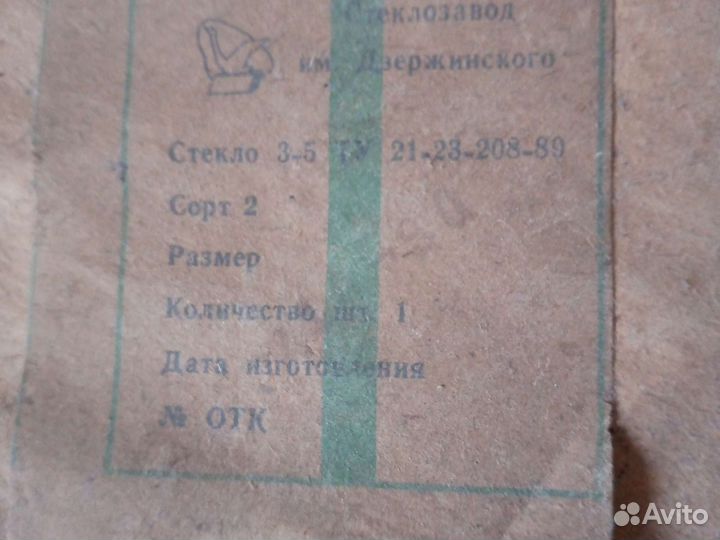 Стеклозавод
им. Дзержинского
Стекло 3-5 ТУ 21-23-208-89
Сорт 2
Размер
Количество шт. 1
Дата изготовления
№ ОТК
Avito